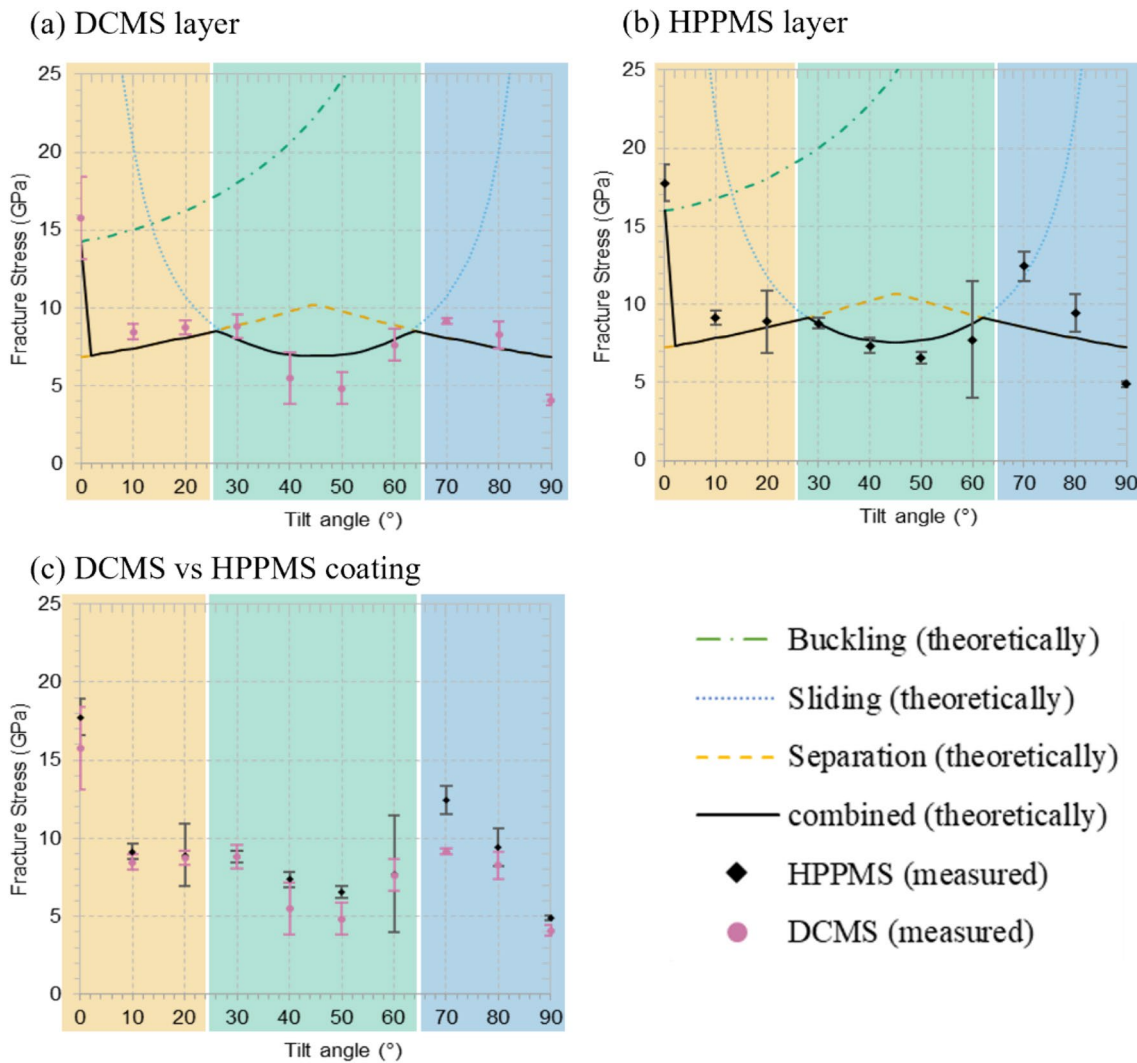 (a) DCMS layer
25
20
15
10
5
0
Fracture Stress (GPa)
0 10 20 30 40 50 60 70 80 90
Tilt angle (°)
(b) HPPMS layer
25
20
15
10
5
0
Fracture Stress (GPa)
0 10 20 30 40 50 60 70 80 90
Tilt angle (°)
(c) DCMS vs HPPMS coating
25
20
15
10
5
0
Fracture Stress (GPa)
0 10 20 30 40 50 60 70 80 90
Tilt angle (°)
Buckling (theoretically)
Sliding (theoretically)
Separation (theoretically)
combined (theoretically)
HPPMS (measured)
DCMS (measured)